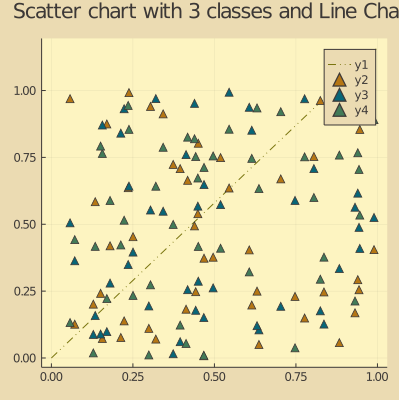 Scatter chart with 3 classes and Line Cha
y1
y2
y3
y4
1.00
0.75
0.50
0.25
0.00
0.00 0.25 0.50 0.75 1.00